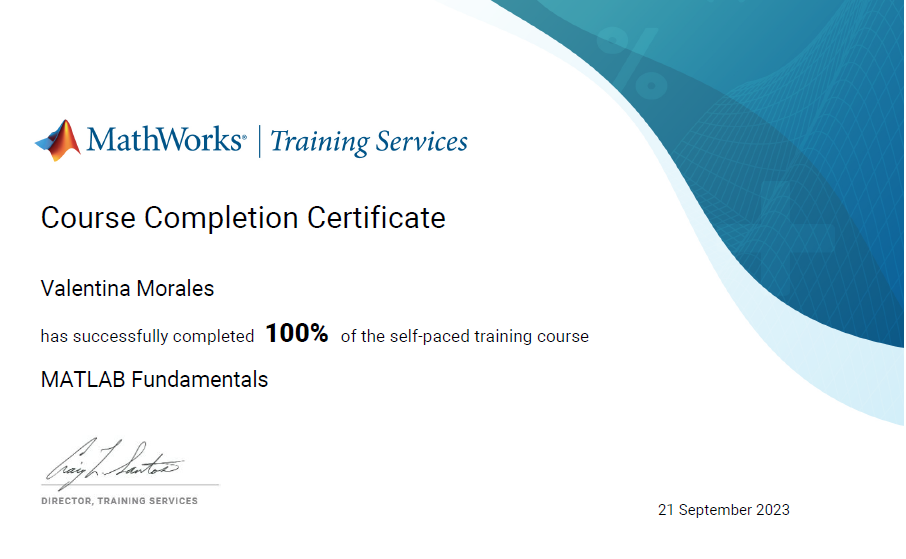 MathWorks® | Training Services
Course Completion Certificate
Valentina Morales
has successfully completed 100% of the self-paced training course
MATLAB Fundamentals
Craig L. Santos
DIRECTOR, TRAINING SERVICES
21 September 2023